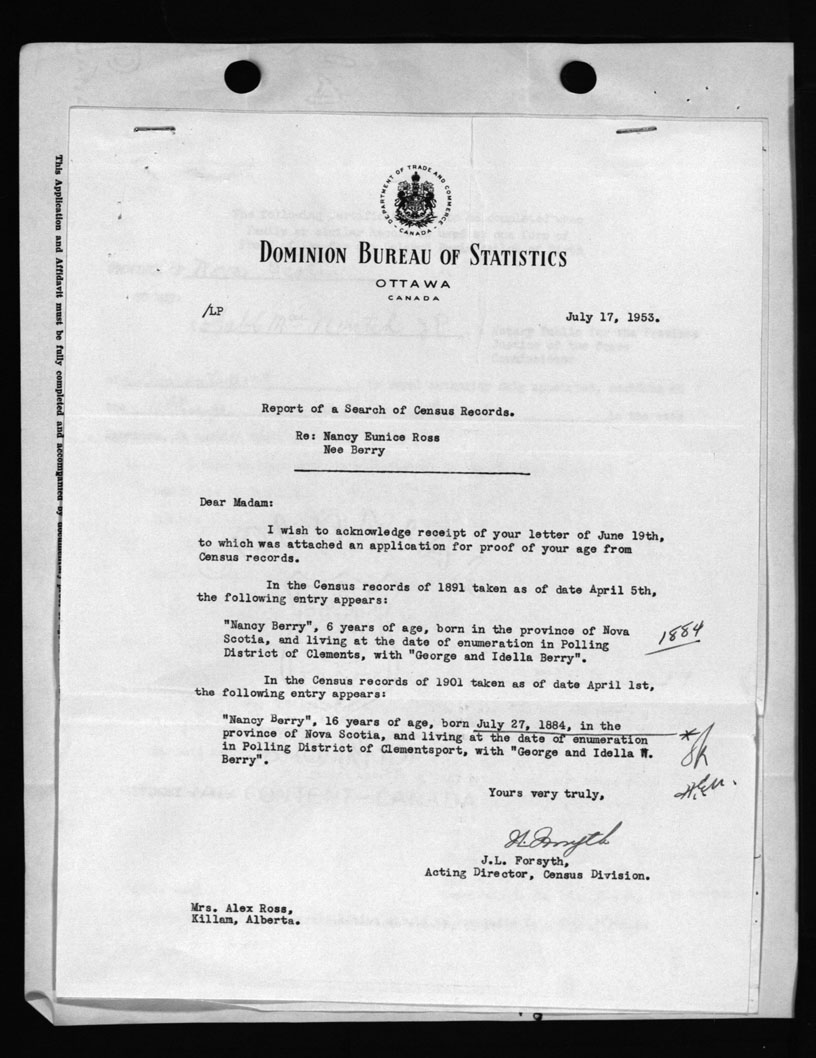 DEPARTMENT OF TRADE AND COMMERCE
CANADA
DOMINION BUREAU OF STATISTICS
OTTAWA
CANADA
/LP
July 17, 1953.
Report of a Search of Census Records.
Re: Nancy Eunice Ross
Nee Berry
Dear Madam:
I wish to acknowledge receipt of your letter of June 19th,
to which was attached an application for proof of your age from
Census records.
In the Census records of 1891 taken as of date April 5th,
the following entry appears:
"Nancy Berry", 6 years of age, born in the province of Nova
Scotia, and living at the date of enumeration in Polling
District of Clements, with "George and Idella Berry".
1884
In the Census records of 1901 taken as of date April 1st,
the following entry appears:
"Nancy Berry", 16 years of age, born July 27, 1884, in the
province of Nova Scotia, and living at the date of enumeration
in Polling District of Clementsport, with "George and Idella W.
Berry".
Yours very truly,
J.L. Forsyth,
Acting Director, Census Division.
Mrs. Alex Ross,
Killam, Alberta.
This Application and Affidavit must be fully completed and accompanied by